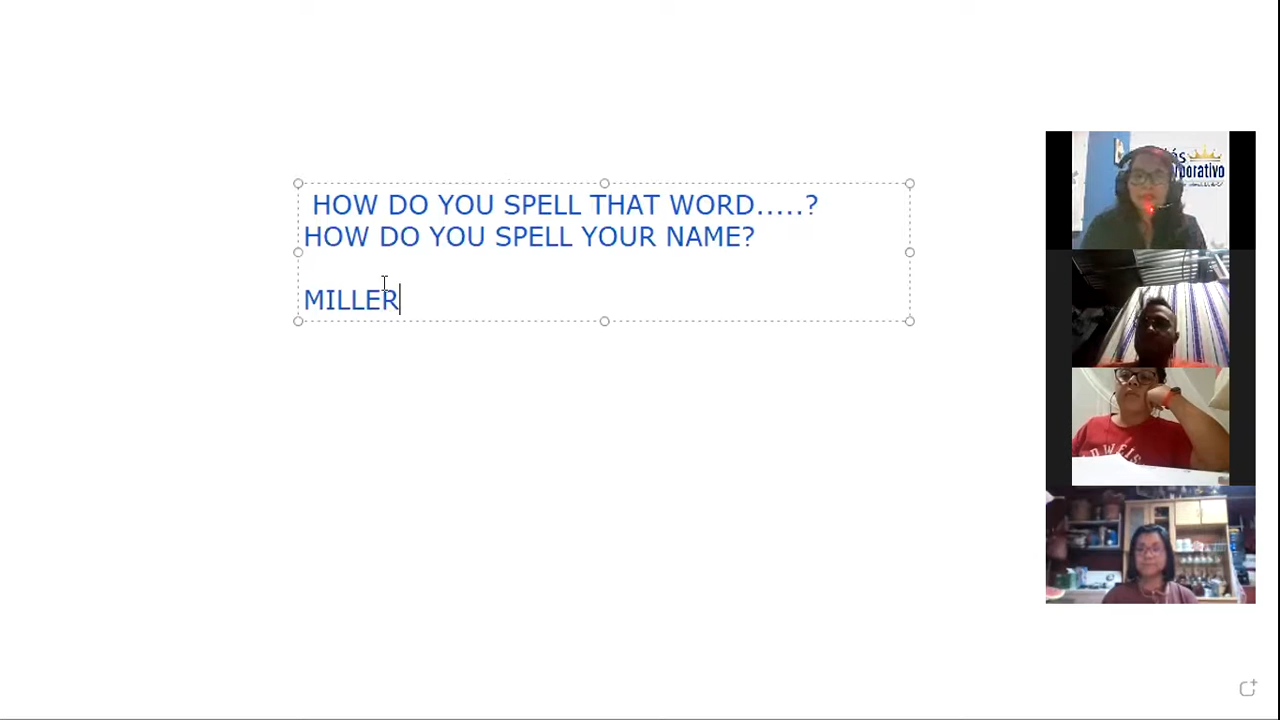 HOW DO YOU SPELL THAT WORD.....?
HOW DO YOU SPELL YOUR NAME?
MILLER